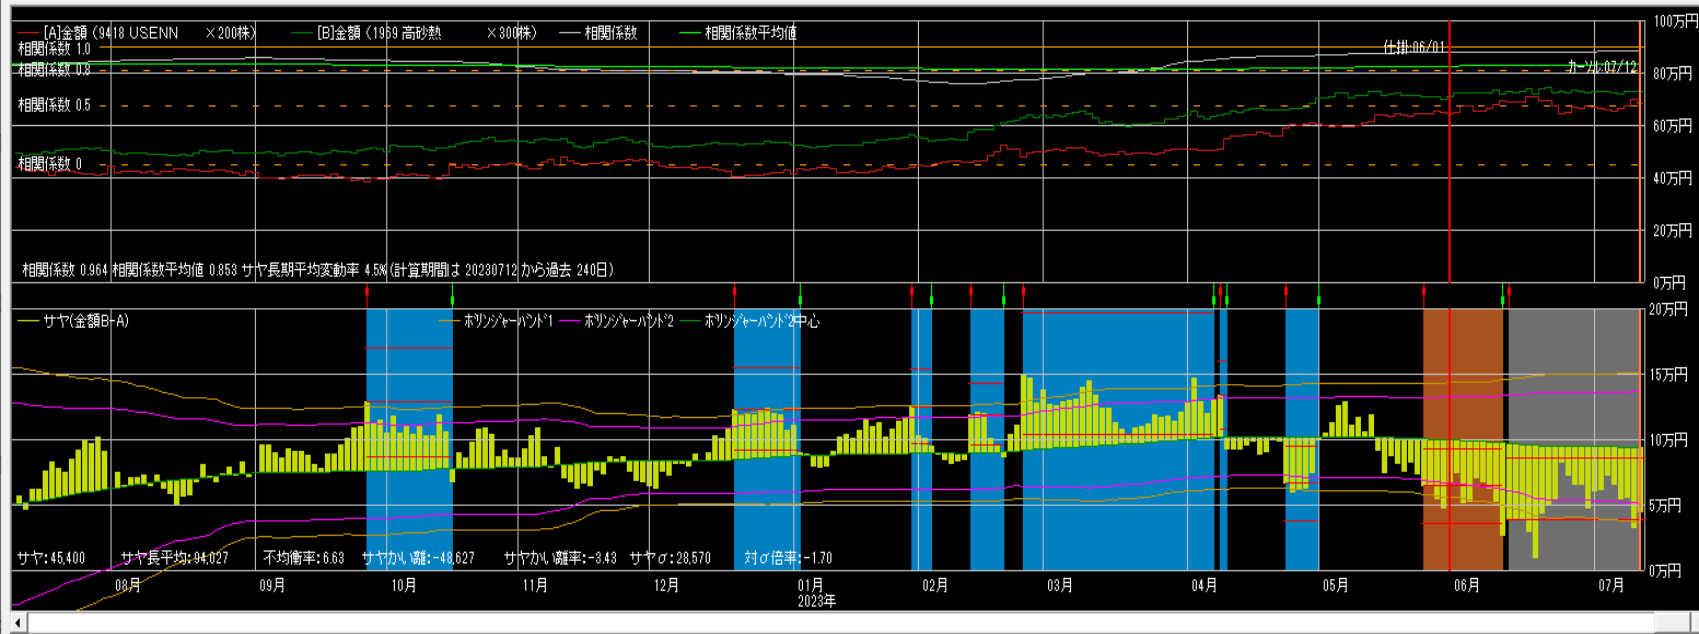 [A]金額 (9418 USENN ×200株) [B]金額 (1969 高砂熱 ×300株) 相関係数 相関係数平均値
100万円
相関係数 1.0
仕掛:06/01
相関係数 0.8
カーソル:07/12
80万円
相関係数 0.5
60万円
相関係数 0
40万円
20万円
相関係数 0.964 相関係数平均値 0.853 サヤ長期平均変動率 4.5% (計算期間は 20230712 から過去 240日)
0万円
サヤ(金額B-A) ボリンジャーバンド1 ボリンジャーバンド2 ボリンジャーバンド2中心
20万円
15万円
10万円
5万円
サヤ:45,400 サヤ長平均:94,027 不均衡率:6.63 サヤかい離:-48,627 サヤかい離率:-3.43 サヤσ:28,570 対σ倍率:-1.70
0万円
08月 09月 10月 11月 12月 01月 02月 03月 04月 05月 06月 07月
2023年